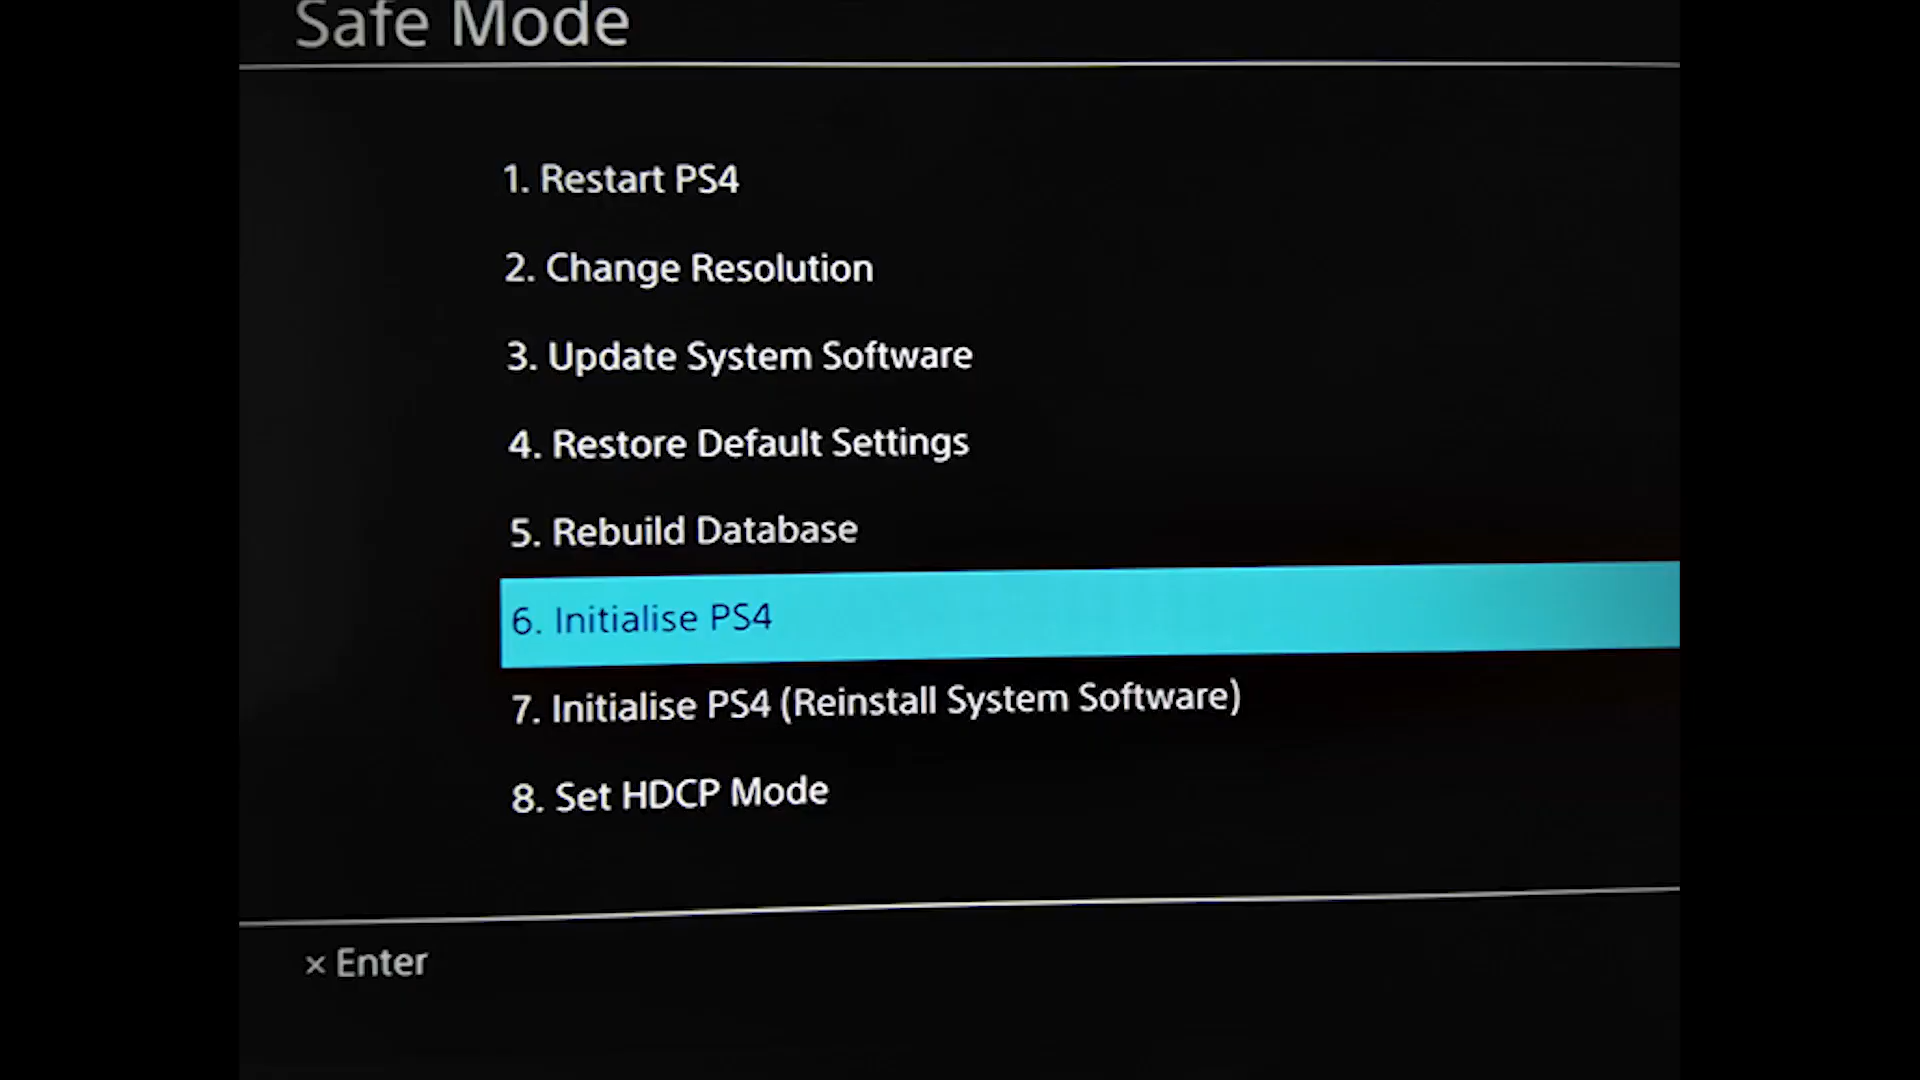 Safe Mode
1. Restart PS4
2. Change Resolution
3. Update System Software
4. Restore Default Settings
5. Rebuild Database
6. Initialise PS4
7. Initialise PS4 (Reinstall System Software)
8. Set HDCP Mode
× Enter